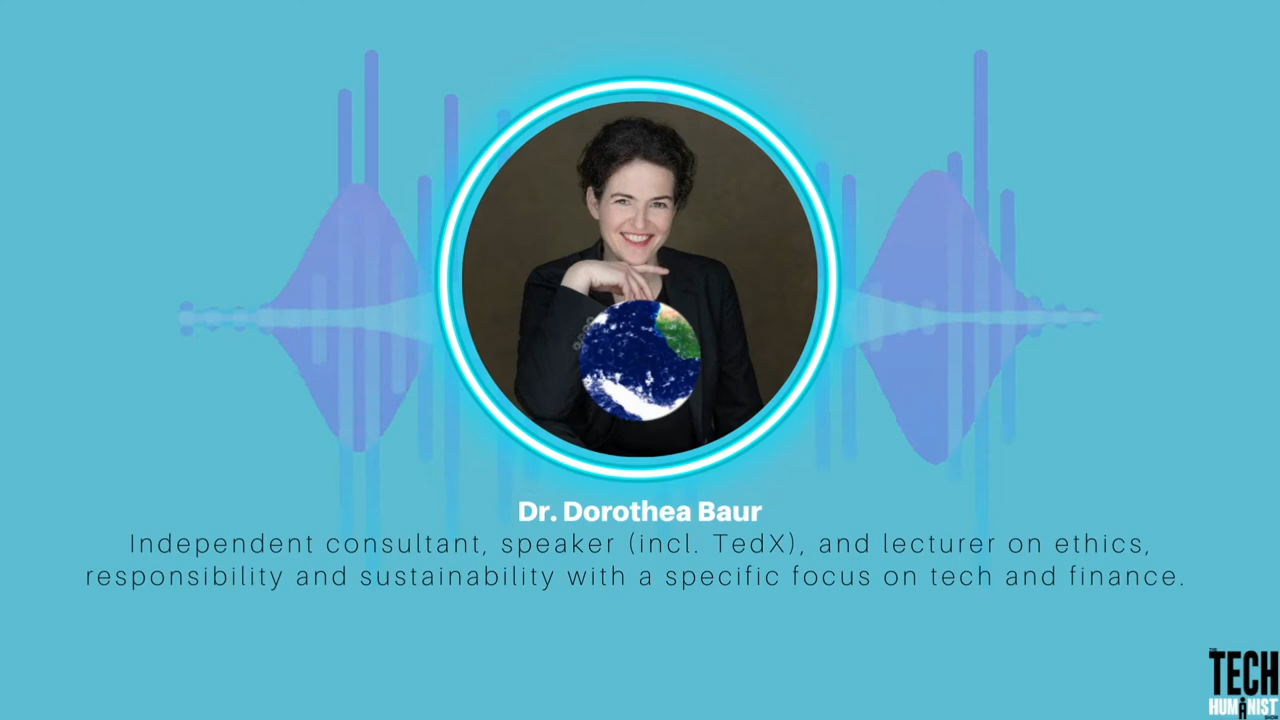 Dr. Dorothea Baur
Independent consultant, speaker (incl. TedX), and lecturer on ethics,
responsibility and sustainability with a specific focus on tech and finance.
THE
TECH
HUMANIST